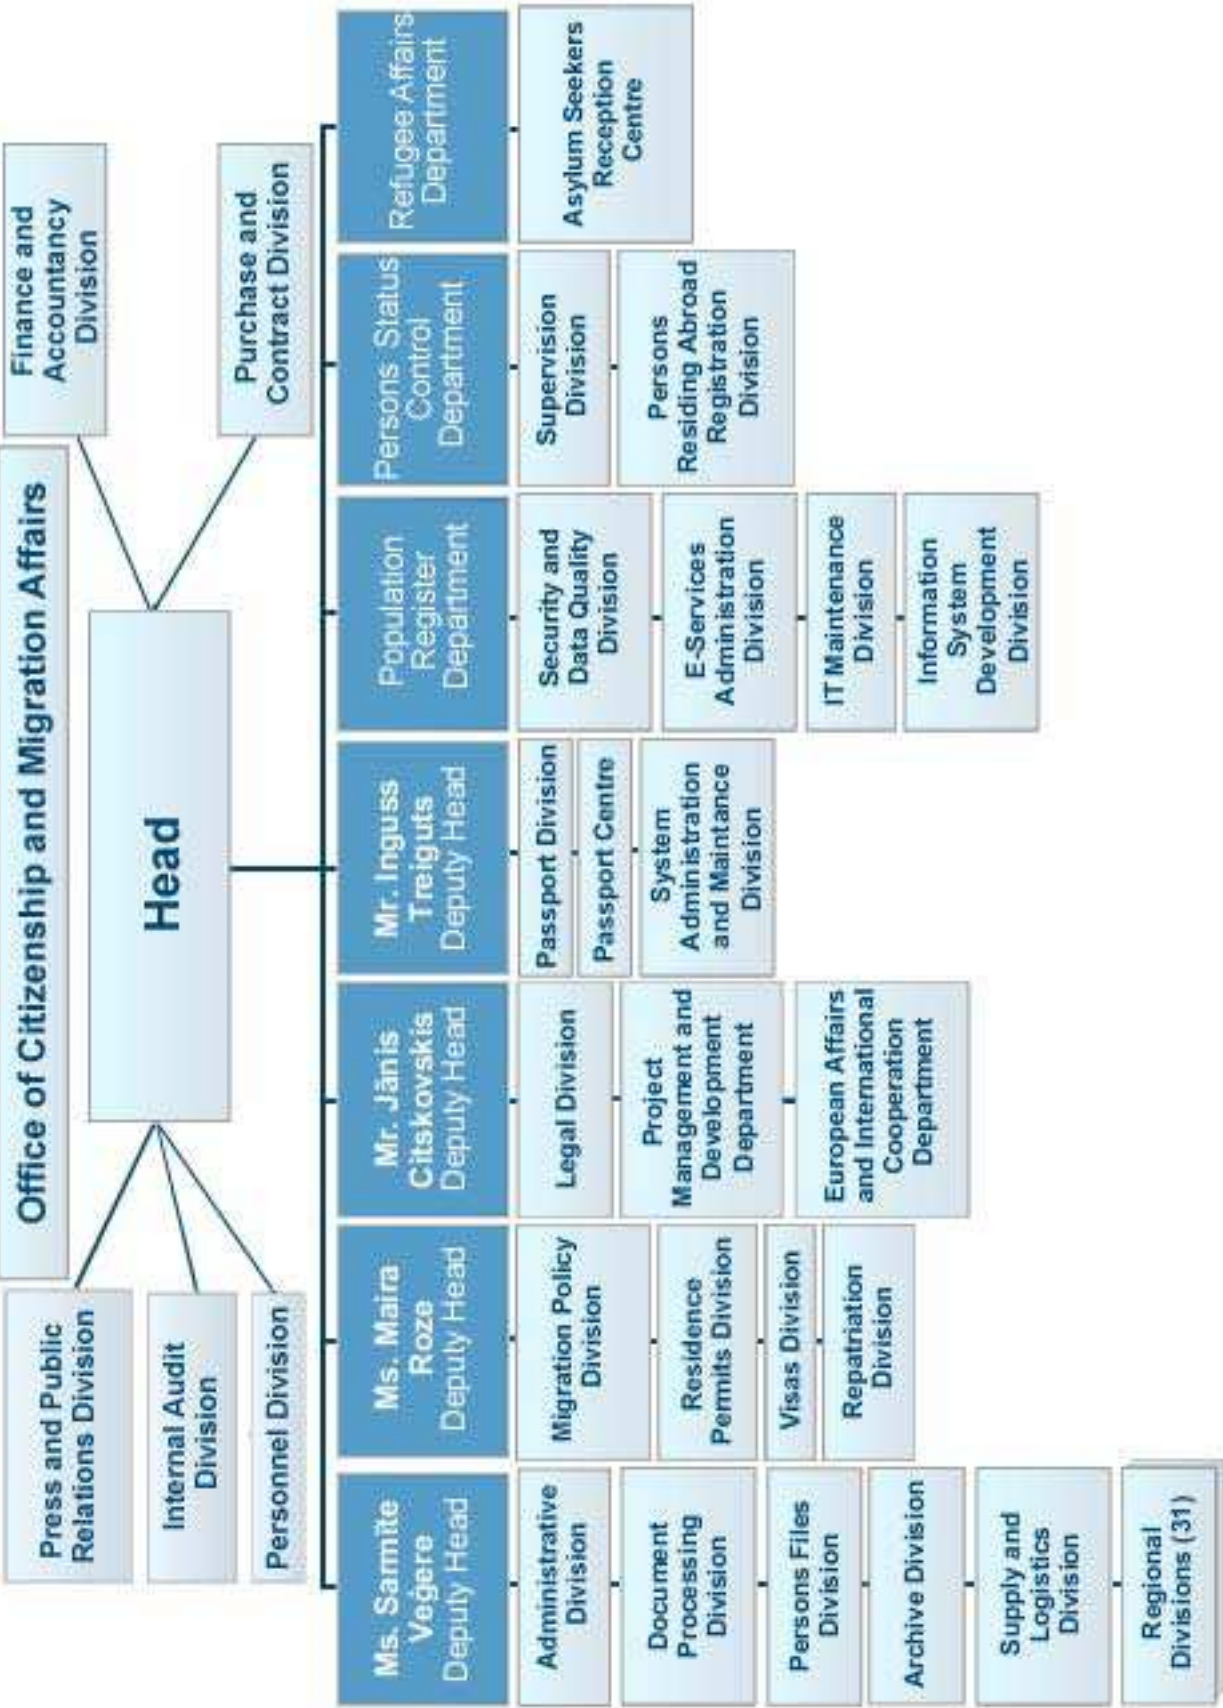 Office of Citizenship and Migration Affairs
Press and Public
Relations Division
Internal Audit
Division
Personnel Division
Head
Finance and
Accountancy
Division
Purchase and
Contract Division
Ms. Sarmīte
Veģere
Deputy Head
Administrative
Division
Document
Processing
Division
Persons Files
Division
Archive Division
Supply and
Logistics
Division
Regional
Divisions (31)
Ms. Maira
Roze
Deputy Head
Migration Policy
Division
Residence
Permits Division
Visas Division
Repatriation
Division
Mr. Jānis
Citskovskis
Deputy Head
Legal Division
Project
Management and
Development
Department
European Affairs
and International
Cooperation
Department
Mr. Inguss
Treiguts
Deputy Head
Passport Division
Passport Centre
System
Administration
and Maintance
Division
Population
Register
Department
Security and
Data Quality
Division
E-Services
Administration
Division
IT Maintenance
Division
Information
System
Development
Division
Persons Status
Control
Department
Supervision
Division
Persons
Residing Abroad
Registration
Division
Refugee Affairs
Department
Asylum Seekers
Reception
Centre